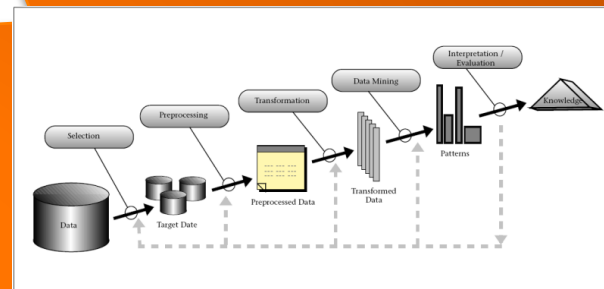 Interpretation /
Evaluation
Data Mining
Transformation
Preprocessing
Selection
Knowledge
Patterns
Transformed
Data
Preprocessed Data
Target Date
Data